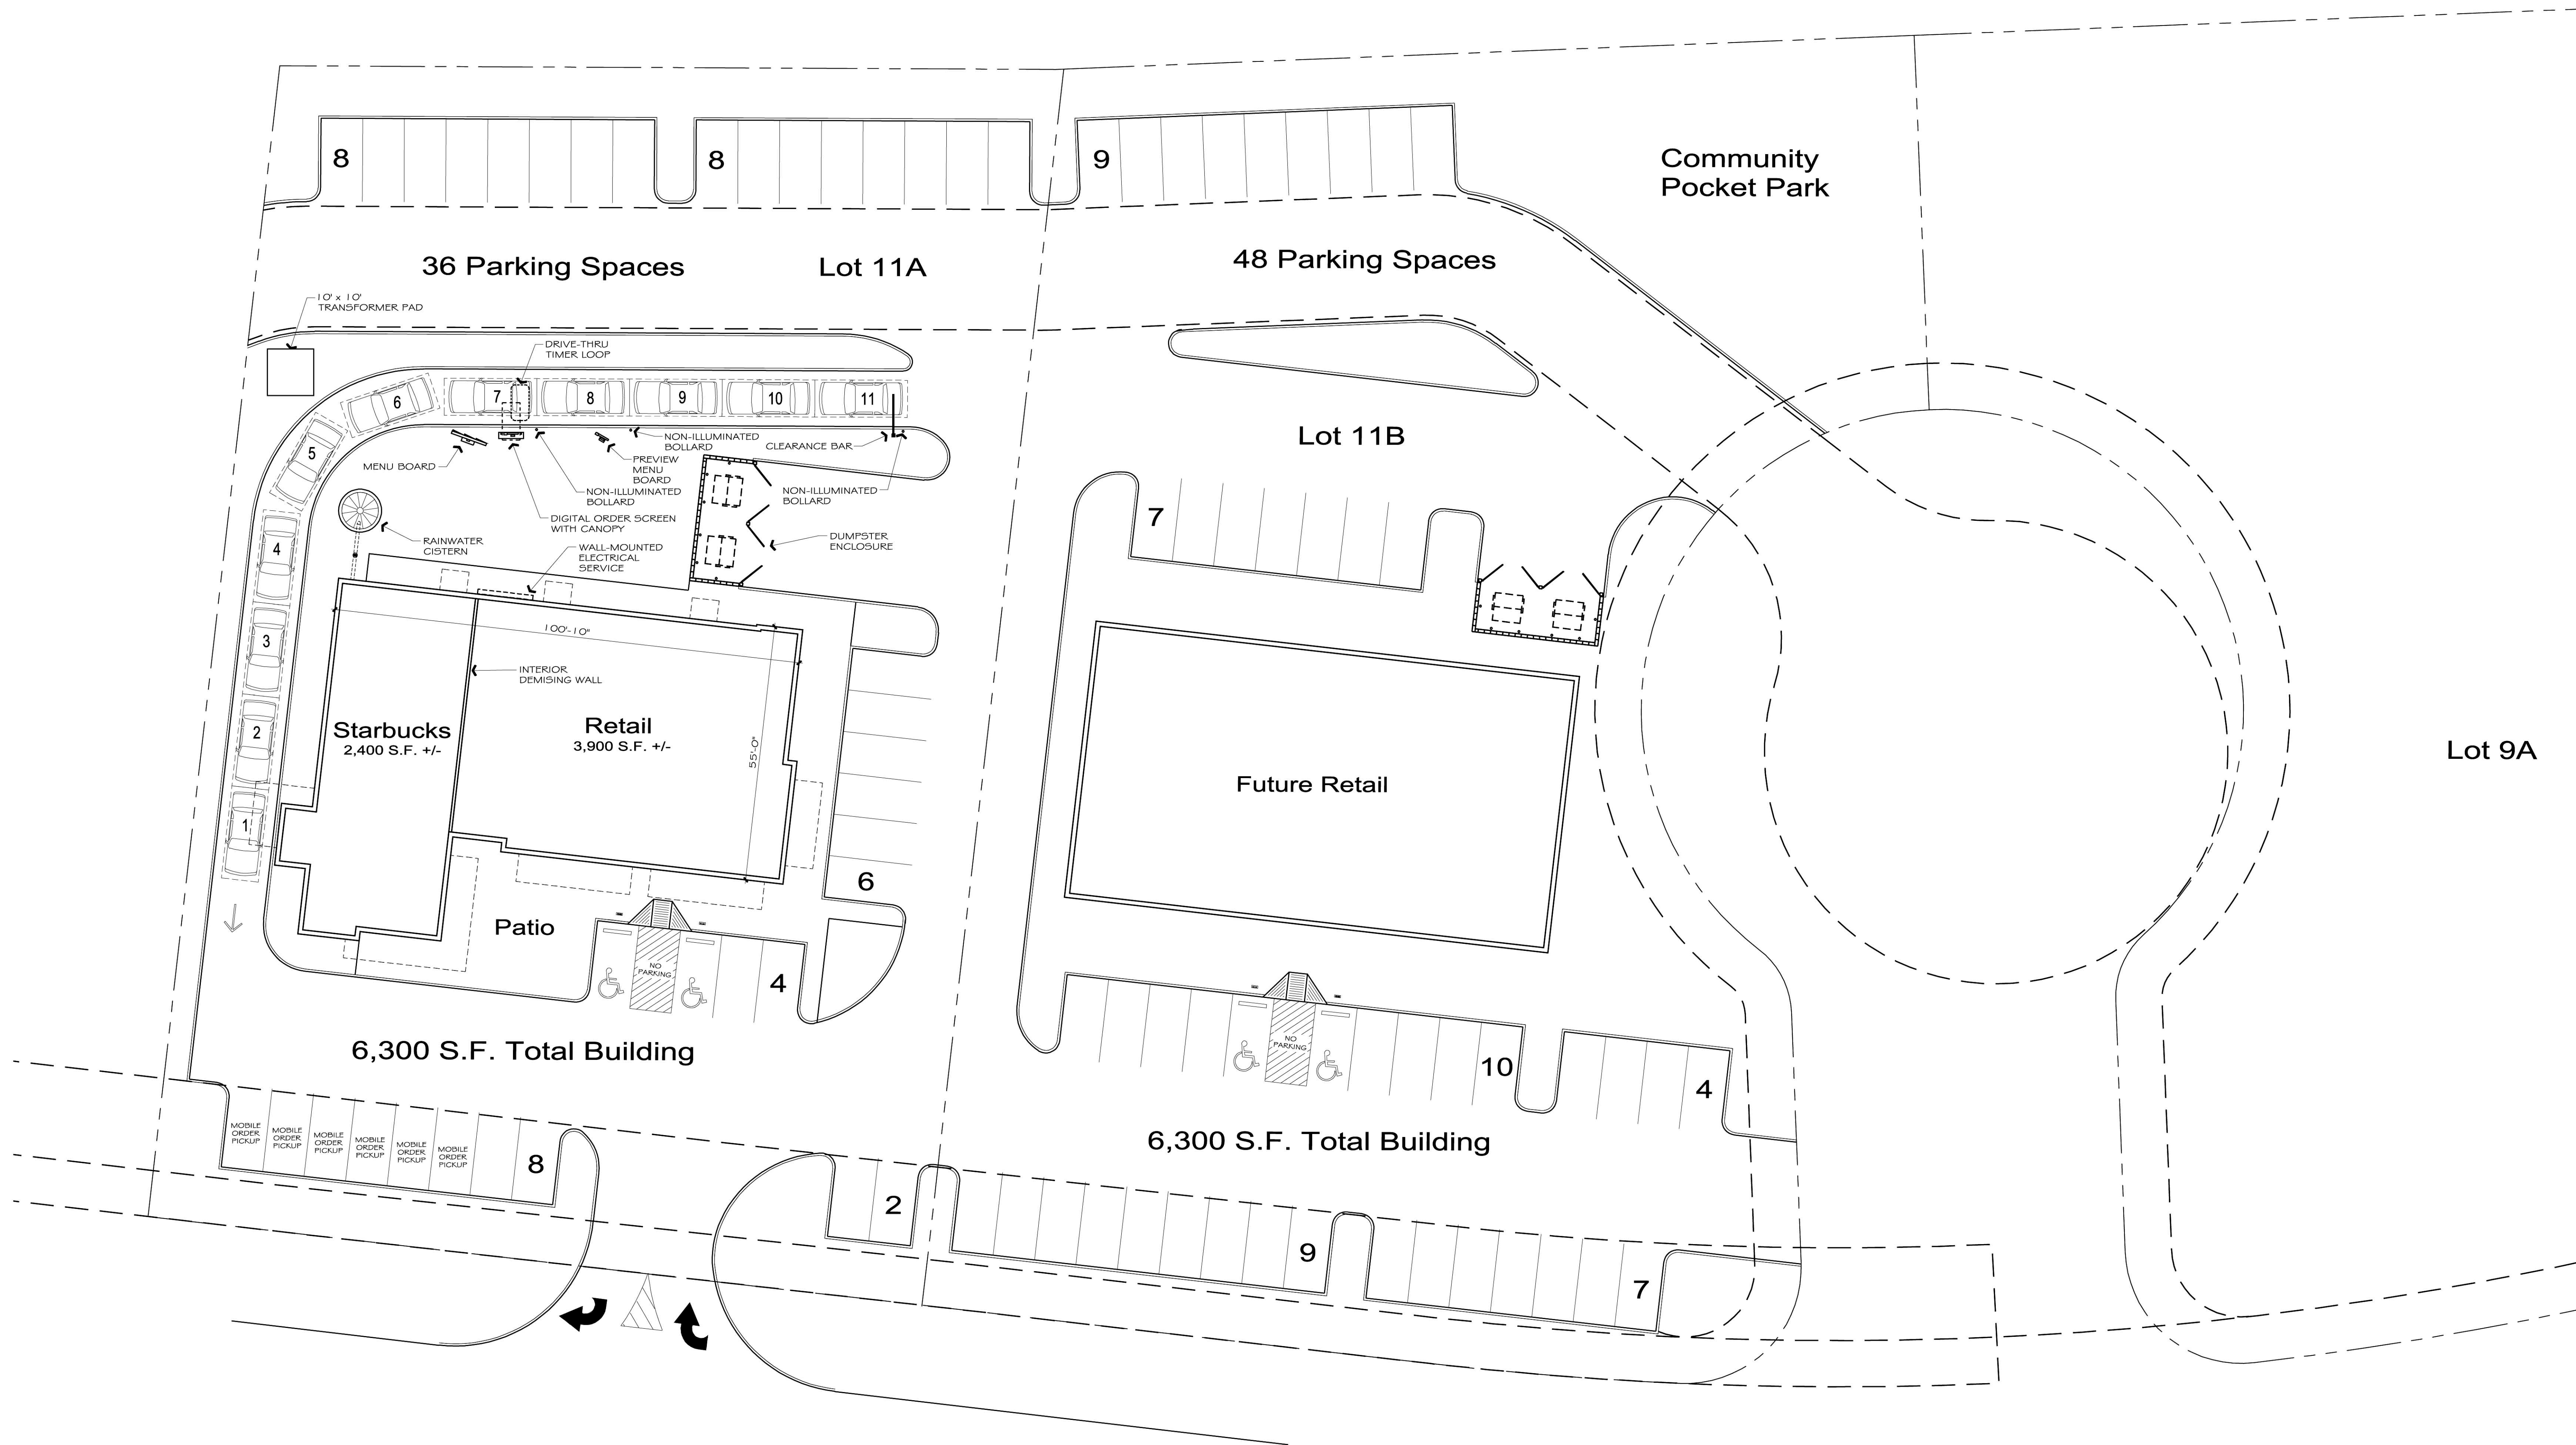 8
8
9
Community
Pocket Park
36 Parking Spaces
Lot 11A
48 Parking Spaces
10' x 10'
TRANSFORMER PAD
DRIVE-THRU
TIMER LOOP
6
7
8
9
10
11
5
4
3
2
1
NON-ILLUMINATED
BOLLARD
CLEARANCE BAR
MENU BOARD
PREVIEW
MENU
BOARD
NON-ILLUMINATED
BOLLARD
NON-ILLUMINATED
BOLLARD
DIGITAL ORDER SCREEN
WITH CANOPY
RAINWATER
CISTERN
WALL-MOUNTED
ELECTRICAL
SERVICE
DUMPSTER
ENCLOSURE
Lot 11B
7
100'-10"
INTERIOR
DEMISING WALL
Starbucks
2,400 S.F. +/-
Retail
3,900 S.F. +/-
55'-0"
Future Retail
Lot 9A
6
Patio
NO
PARKING
4
6,300 S.F. Total Building
NO
PARKING
10
4
6,300 S.F. Total Building
MOBILE
ORDER
PICKUP
MOBILE
ORDER
PICKUP
MOBILE
ORDER
PICKUP
MOBILE
ORDER
PICKUP
MOBILE
ORDER
PICKUP
MOBILE
ORDER
PICKUP
8
2
9
7